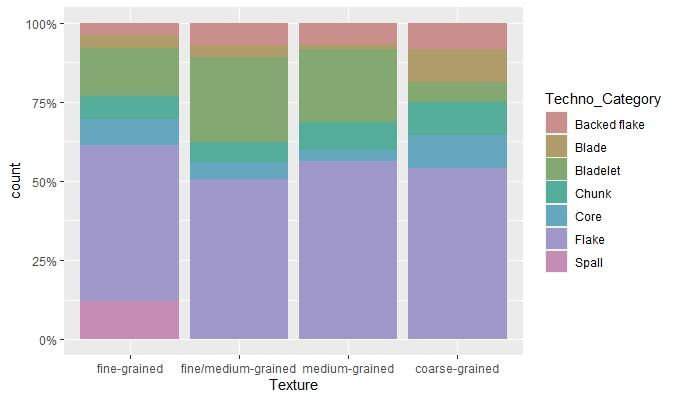 100%
75%
50%
25%
0%
count
fine-grained
fine/medium-grained
medium-grained
coarse-grained
Texture
Techno_Category
Backed flake
Blade
Bladelet
Chunk
Core
Flake
Spall